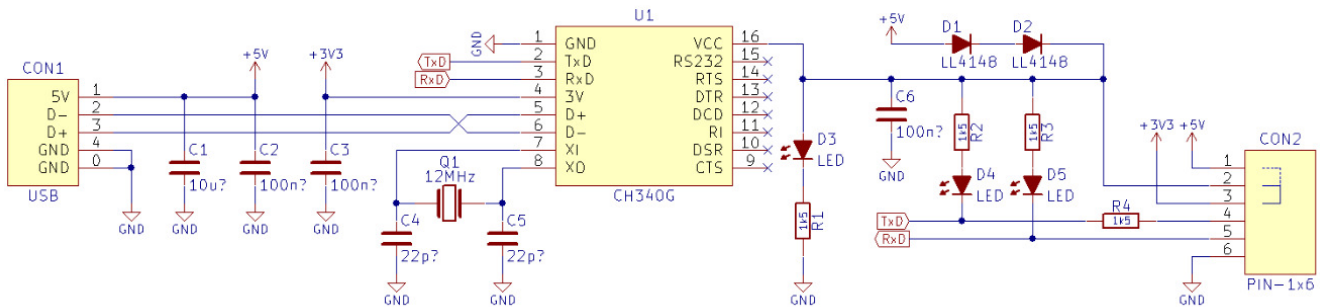 CON1
5V 1
D- 2
D+ 3
GND 4
GND 0
USB
+5V
+3V3
C1
10u?
C2
100n?
C3
100n?
GND
GND
GND
GND
GND
TxD
RxD
U1
1 GND VCC 16
2 TxD RS232 15
3 RxD RTS 14
4 3V DTR 13
5 D+ DCD 12
6 D- RI 11
7 XI DSR 10
8 XO CTS 9
CH340G
Q1
12MHz
C4
22p?
C5
22p?
GND
GND
+5V
D1
LL4148
D2
LL4148
C6
100n?
GND
D3
LED
1k5
R1
GND
1k5
R2
1k5
R3
D4
LED
D5
LED
TxD
RxD
R4
1k5
+3V3
+5V
CON2
1
2
3
4
5
6
GND
PIN-1x6